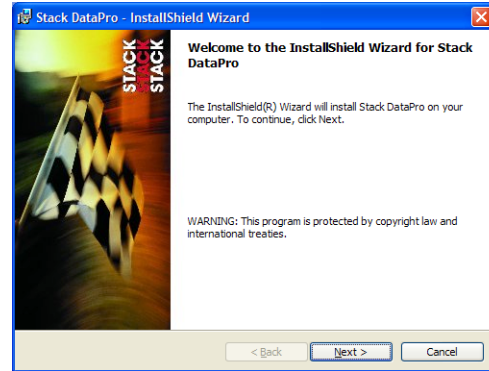 Stack DataPro - InstallShield Wizard
STACK
STACK
STACK
Welcome to the InstallShield Wizard for Stack
DataPro
The InstallShield(R) Wizard will install Stack DataPro on your
computer. To continue, click Next.
WARNING: This program is protected by copyright law and
international treaties.
< Back
Next >
Cancel